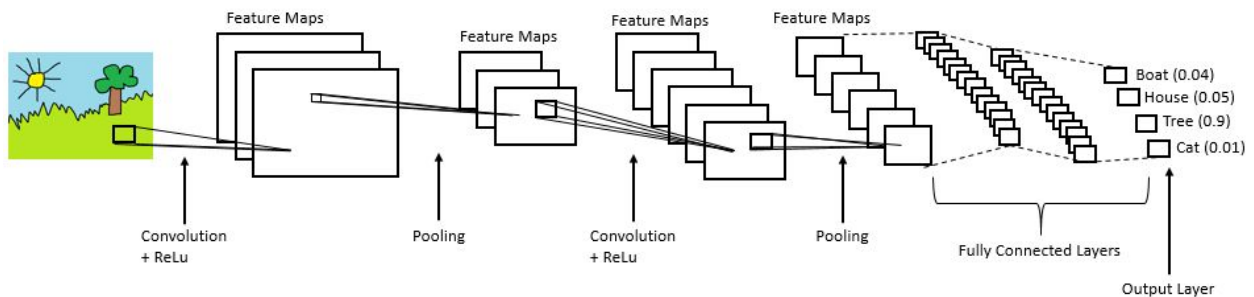 Feature Maps
Feature Maps
Feature Maps
Feature Maps
Boat (0.04)
House (0.05)
Tree (0.9)
Cat (0.01)
Convolution
+ ReLu
Pooling
Convolution
+ ReLu
Pooling
Fully Connected Layers
Output Layer